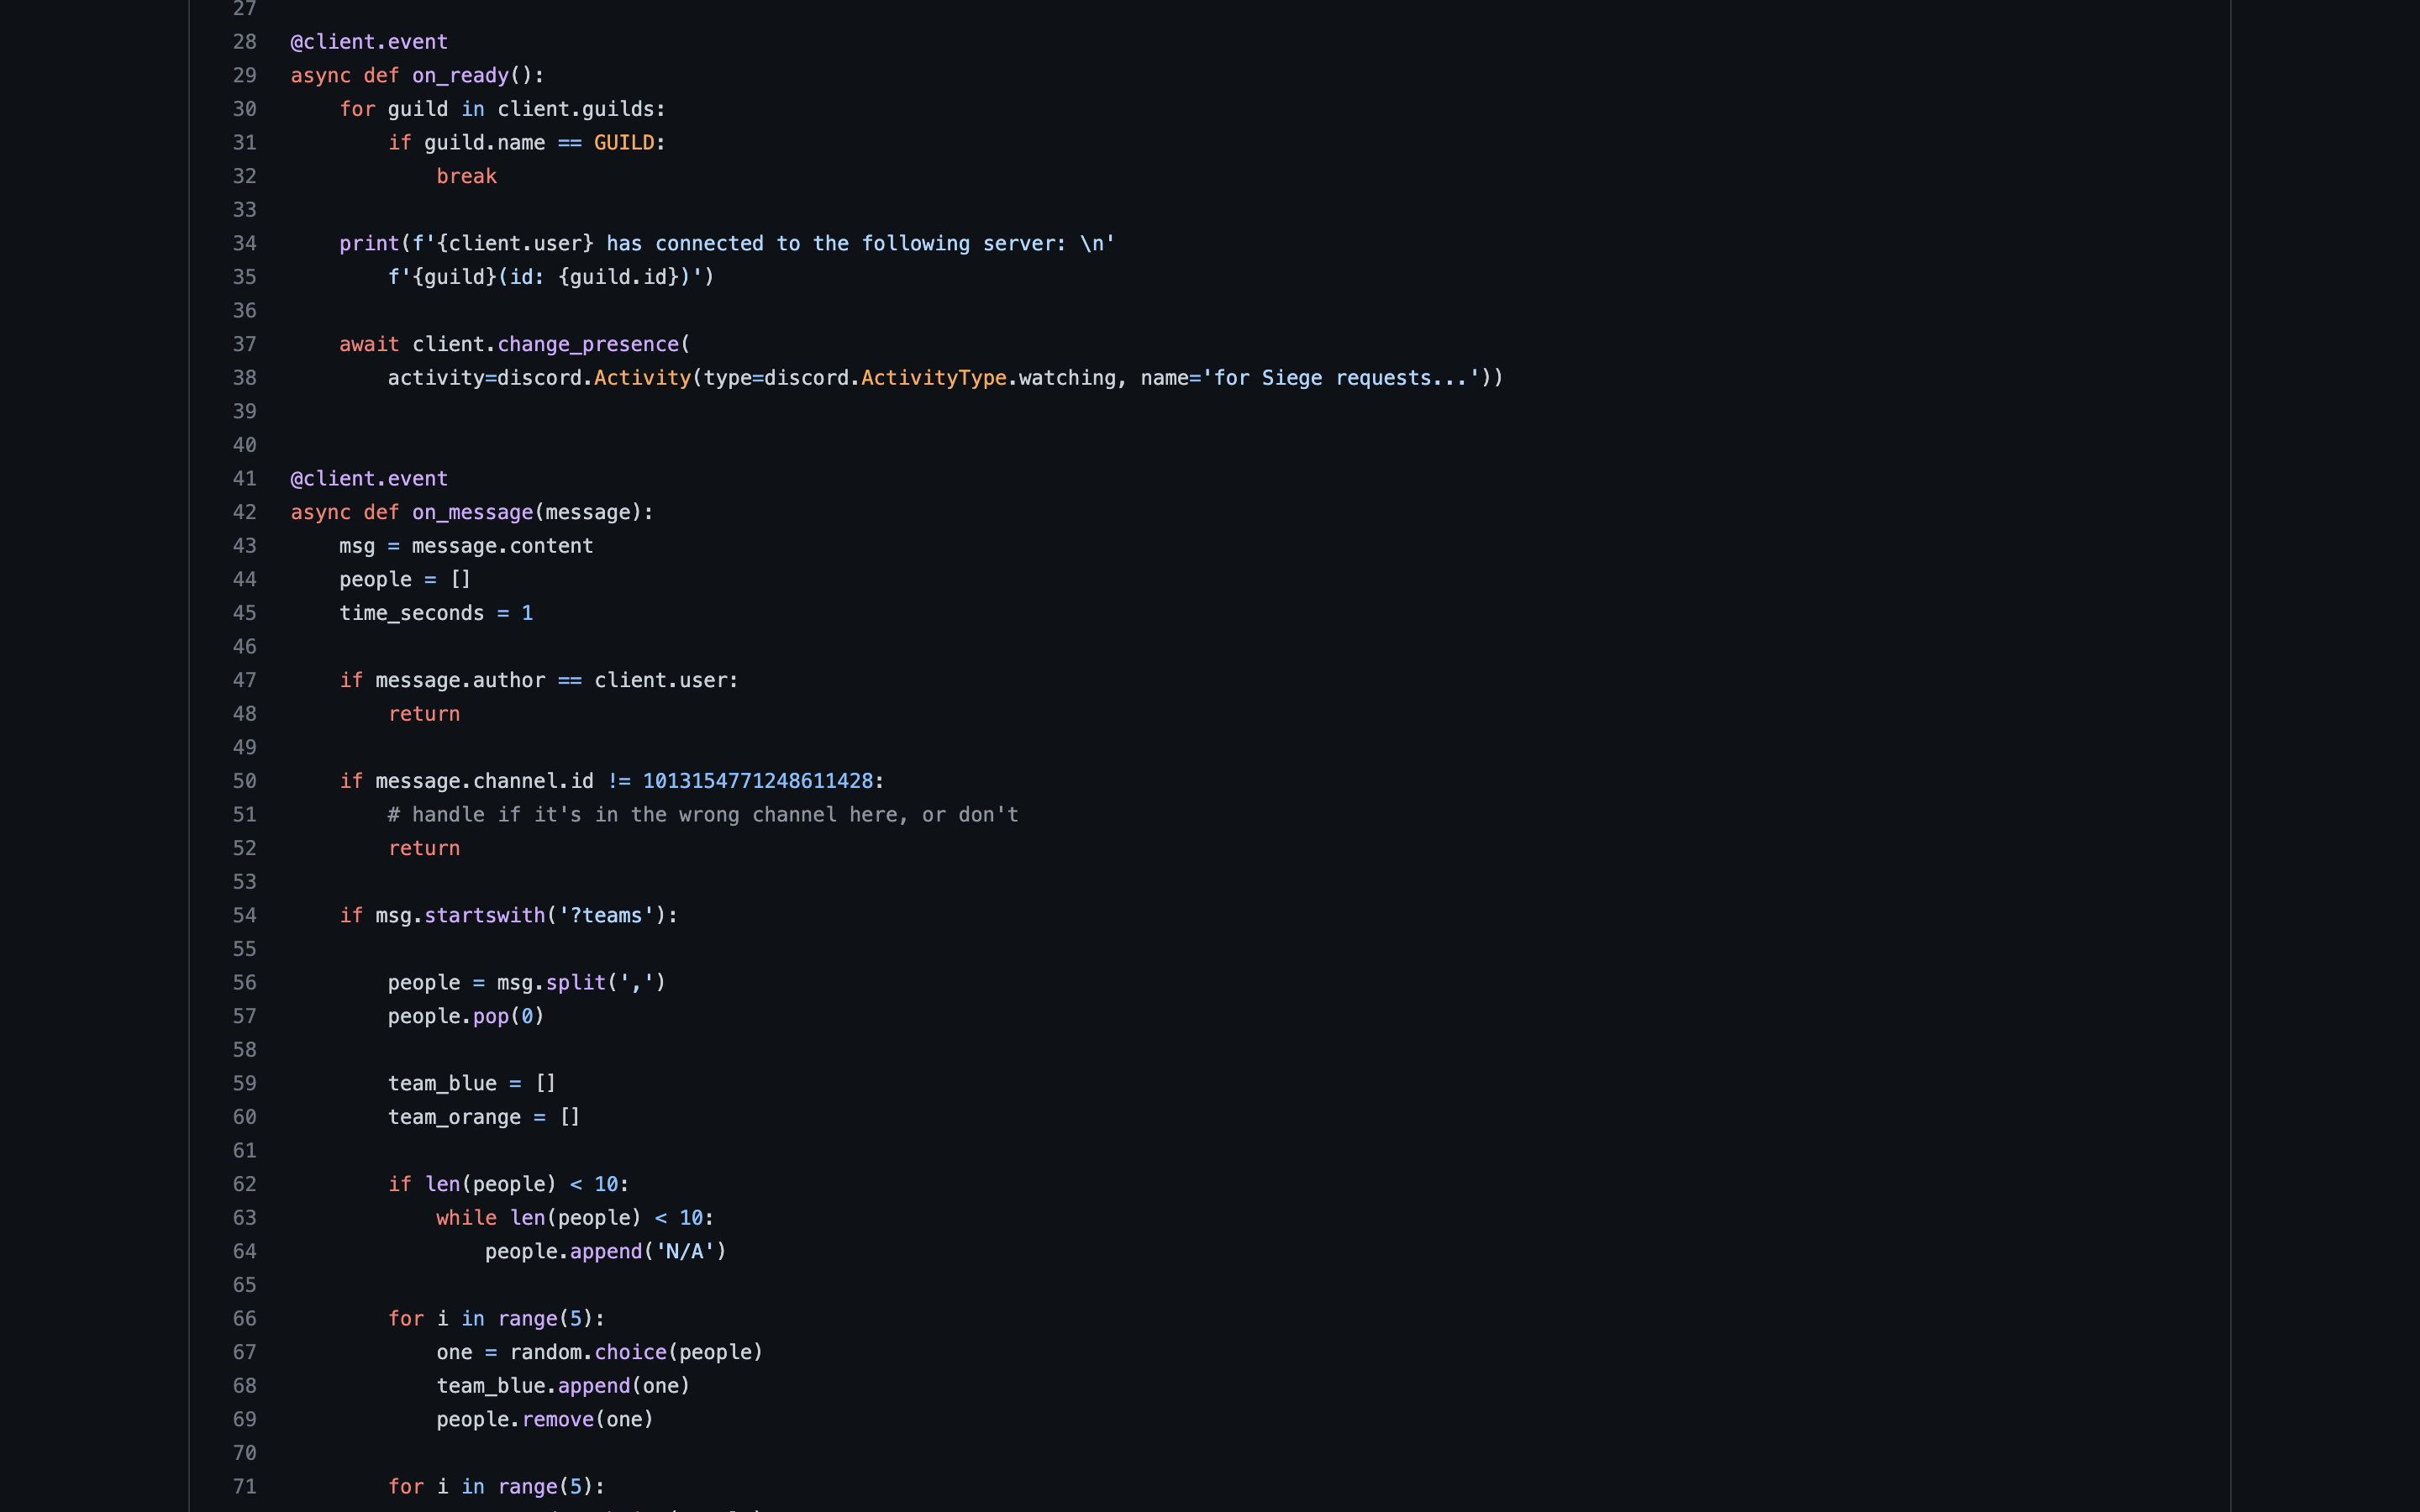 27
28 @client.event
29 async def on_ready():
30     for guild in client.guilds:
31         if guild.name == GUILD:
32             break
33
34     print(f'{client.user} has connected to the following server: \n'
35         f'{guild}(id: {guild.id})')
36
37     await client.change_presence(
38         activity=discord.Activity(type=discord.ActivityType.watching, name='for Siege requests...'))
39
40
41 @client.event
42 async def on_message(message):
43     msg = message.content
44     people = []
45     time_seconds = 1
46
47     if message.author == client.user:
48         return
49
50     if message.channel.id != 1013154771248611428:
51         # handle if it's in the wrong channel here, or don't
52         return
53
54     if msg.startswith('?teams'):
55
56         people = msg.split(',')
57         people.pop(0)
58
59         team_blue = []
60         team_orange = []
61
62         if len(people) < 10:
63             while len(people) < 10:
64                 people.append('N/A')
65
66         for i in range(5):
67             one = random.choice(people)
68             team_blue.append(one)
69             people.remove(one)
70
71         for i in range(5):